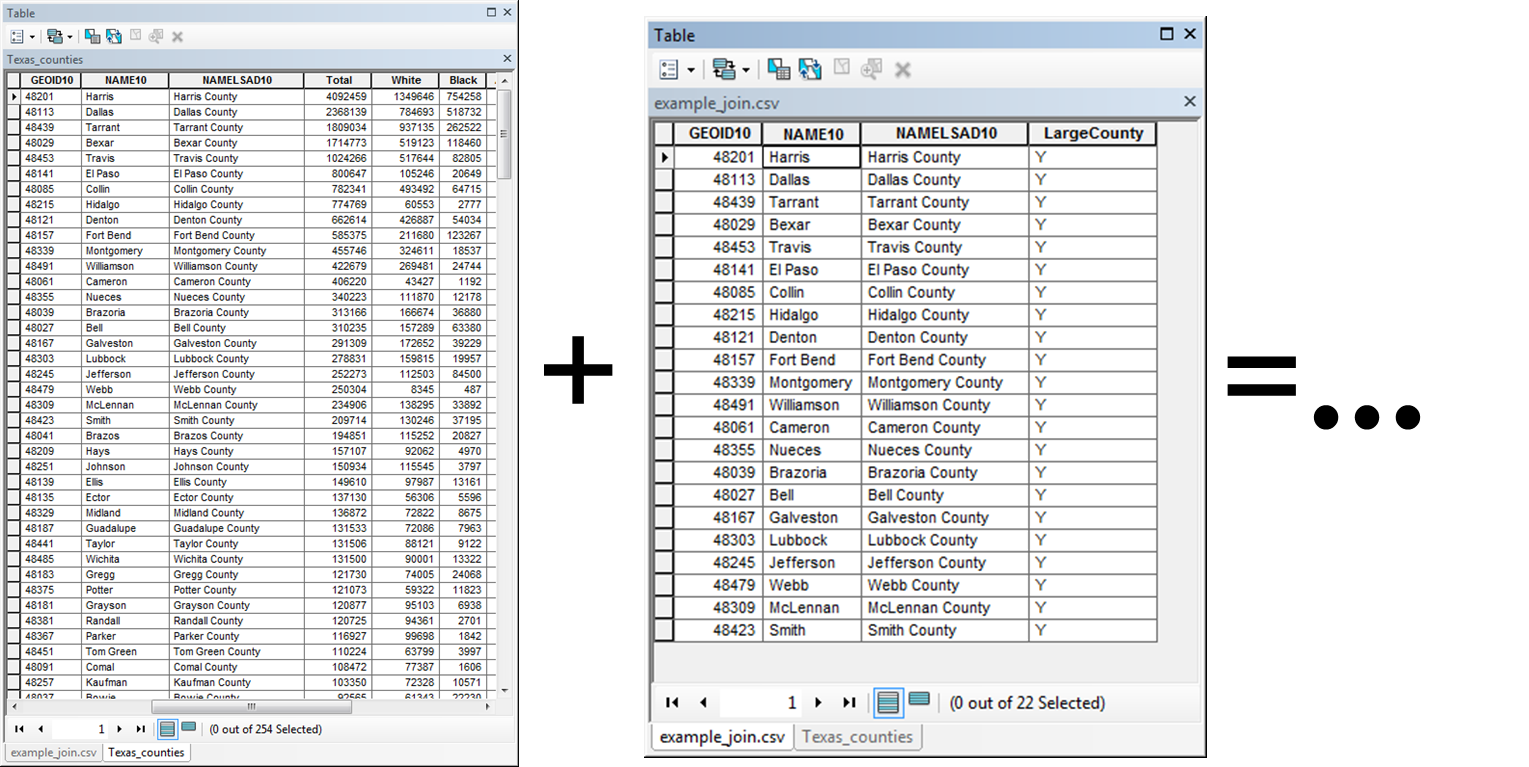 Table
Texas_counties
GEOID10 NAME10 NAMELSAD10 Total White Black
48201 Harris Harris County 4092459 1349646 754258
48113 Dallas Dallas County 2368139 784693 518732
48439 Tarrant Tarrant County 1809034 937135 262522
48029 Bexar Bexar County 1714773 519123 118460
48453 Travis Travis County 1024266 517644 82805
48141 El Paso El Paso County 800647 105246 20649
48085 Collin Collin County 782341 493492 64715
48215 Hidalgo Hidalgo County 774769 60553 2777
48121 Denton Denton County 662614 426887 54034
48157 Fort Bend Fort Bend County 585375 211680 123267
48339 Montgomery Montgomery County 455746 324611 18537
48491 Williamson Williamson County 422679 269481 24744
48061 Cameron Cameron County 406220 43427 1192
48355 Nueces Nueces County 340223 111870 12178
48039 Brazoria Brazoria County 313166 166674 36880
48027 Bell Bell County 310235 157289 63380
48167 Galveston Galveston County 291309 172652 39229
48303 Lubbock Lubbock County 278831 159815 19957
48245 Jefferson Jefferson County 252273 112503 84500
48479 Webb Webb County 250304 8345 487
48309 McLennan McLennan County 234906 138295 33892
48423 Smith Smith County 209714 130246 37195
48041 Brazos Brazos County 194851 115252 20827
48209 Hays Hays County 157107 92062 4970
48251 Johnson Johnson County 150934 115545 3797
48139 Ellis Ellis County 149610 97987 13161
48135 Ector Ector County 137130 56306 5596
48329 Midland Midland County 136872 72822 8675
48187 Guadalupe Guadalupe County 131533 72086 7963
48441 Taylor Taylor County 131506 88121 9122
48485 Wichita Wichita County 131500 90001 13322
48183 Gregg Gregg County 121730 74005 24068
48375 Potter Potter County 121073 59322 11823
48181 Grayson Grayson County 120877 95103 6938
48381 Randall Randall County 120725 94361 2701
48367 Parker Parker County 116927 99698 1842
48451 Tom Green Tom Green County 110224 63799 3997
48091 Comal Comal County 108472 77387 1606
48257 Kaufman Kaufman County 103350 72328 10571
48037 Bowie Bowie County 92565 61343 22230
1 (0 out of 254 Selected)
example_join.csv Texas_counties
+
Table
example_join.csv
GEOID10 NAME10 NAMELSAD10 LargeCounty
48201 Harris Harris County Y
48113 Dallas Dallas County Y
48439 Tarrant Tarrant County Y
48029 Bexar Bexar County Y
48453 Travis Travis County Y
48141 El Paso El Paso County Y
48085 Collin Collin County Y
48215 Hidalgo Hidalgo County Y
48121 Denton Denton County Y
48157 Fort Bend Fort Bend County Y
48339 Montgomery Montgomery County Y
48491 Williamson Williamson County Y
48061 Cameron Cameron County Y
48355 Nueces Nueces County Y
48039 Brazoria Brazoria County Y
48027 Bell Bell County Y
48167 Galveston Galveston County Y
48303 Lubbock Lubbock County Y
48245 Jefferson Jefferson County Y
48479 Webb Webb County Y
48309 McLennan McLennan County Y
48423 Smith Smith County Y
1 (0 out of 22 Selected)
example_join.csv Texas_counties
= ...